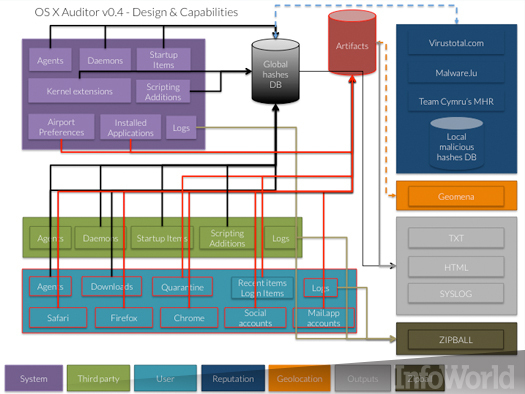 OS X Auditor v0.4 - Design & Capabilities
Agents
Daemons
Startup
Items
Kernel extensions
Scripting
Additions
Airport
Preferences
Installed
Applications
Logs
Global
hashes
DB
Artifacts
Virustotal.com
Malware.lu
Team Cymru's MHR
Local
malicious
hashes DB
Geomena
TXT
HTML
SYSLOG
ZIPBALL
Agents
Daemons
Startup Items
Scripting
Additions
Logs
Agents
Downloads
Quarantine
Recent items
Login Items
Logs
Safari
Firefox
Chrome
Social
accounts
Mail.app
accounts
System
Third party
User
Reputation
Geolocation
Outputs
Zipball
InfoWorld